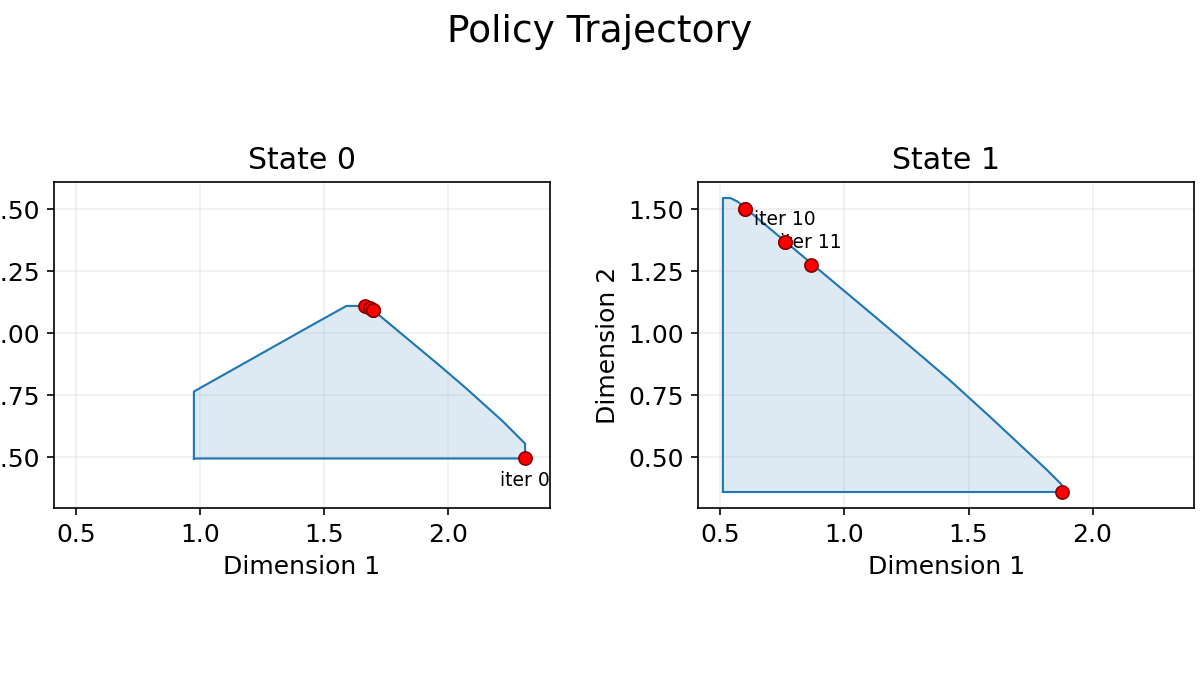 Policy Trajectory
State 0
.50
.25
.00
.75
.50
iter 0
0.5 1.0 1.5 2.0
Dimension 1
State 1
Dimension 2
1.50
1.25
1.00
0.75
0.50
iter 10
iter 11
0.5 1.0 1.5 2.0
Dimension 1